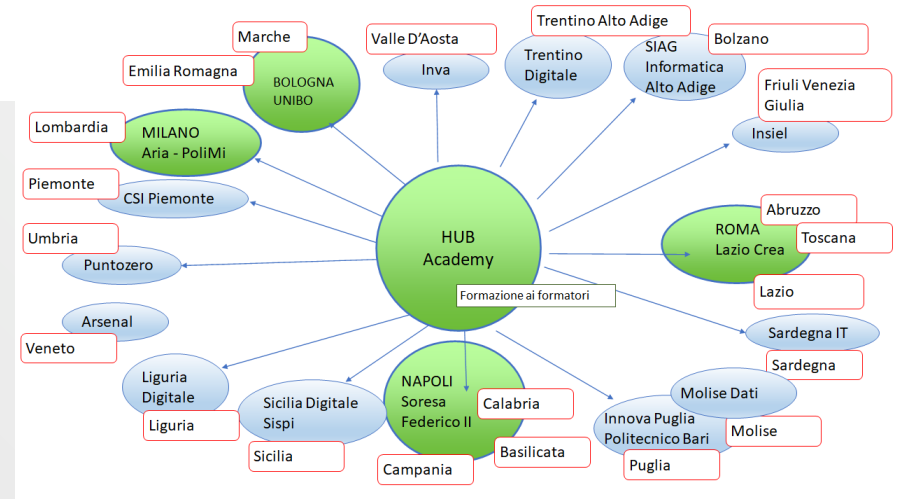 Marche
Emilia Romagna
BOLOGNA
UNIBO
Valle D’Aosta
Inva
Trentino Alto Adige
Trentino
Digitale
SIAG
Informatica
Alto Adige
Bolzano
Friuli Venezia
Giulia
Insiel
Lombardia
MILANO
Aria - PoliMi
Piemonte
CSI Piemonte
Umbria
Puntozero
Arsenal
Veneto
HUB
Academy
Formazione ai formatori
Abruzzo
ROMA
Lazio Crea
Toscana
Lazio
Sardegna IT
Sardegna
Liguria
Digitale
Liguria
Sicilia Digitale
Sispi
Sicilia
NAPOLI
Soresa
Federico II
Calabria
Basilicata
Campania
Molise Dati
Innova Puglia
Politecnico Bari
Molise
Puglia